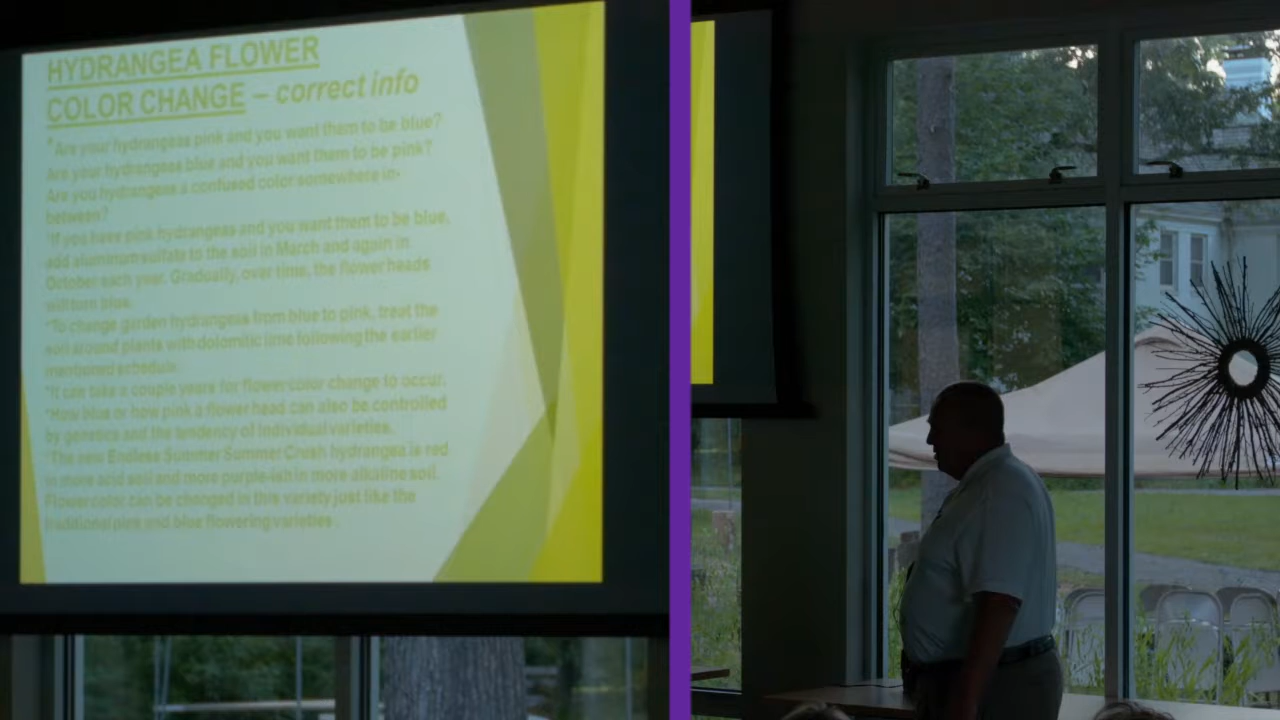 HYDRANGEA FLOWER
COLOR CHANGE – correct info
*Are your hydrangeas pink and you want them to be blue?
Are your hydrangeas blue and you want them to be pink?
Are you hydrangeas a confused color somewhere in-
between?
*If you have pink hydrangeas and you want them to be blue,
add aluminum sulfate to the soil in March and again in
October each year. Gradually, over time, the flower heads
will turn blue.
*To change garden hydrangeas from blue to pink, treat the
soil around plants with dolomitic lime following the earlier
mentioned schedule.
*It can take a couple years for flower color change to occur.
*How blue or how pink a flower head can also be controlled
by genetics and the tendency of individual varieties.
*The new Endless Summer Summer Crush hydrangea is red
in more acid soil and more purple-ish in more alkaline soil.
Flower color can be changed in this variety just like the
traditional pink and blue flowering varieties.